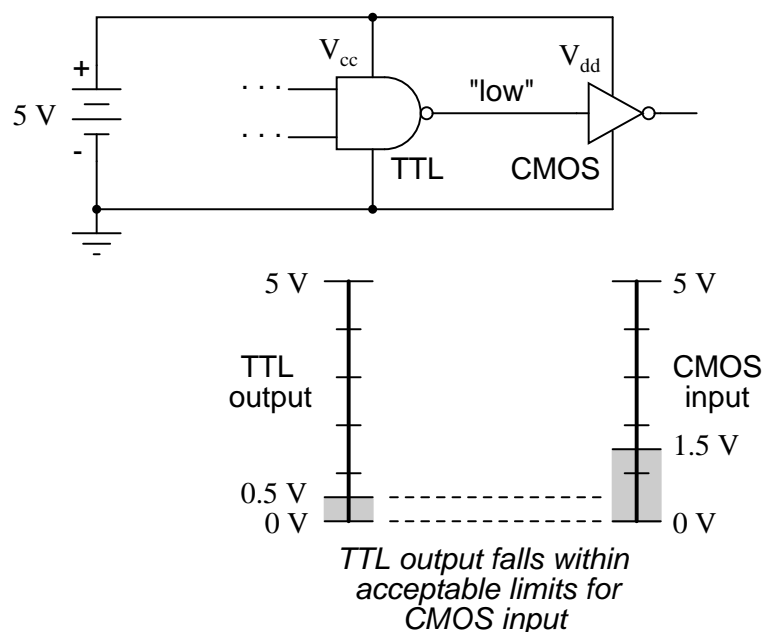 Vcc
Vdd
+
5 V
-
. . .
. . .
"low"
TTL
CMOS
5 V
5 V
TTL
output
CMOS
input
1.5 V
0.5 V
0 V
0 V
TTL output falls within
acceptable limits for
CMOS input